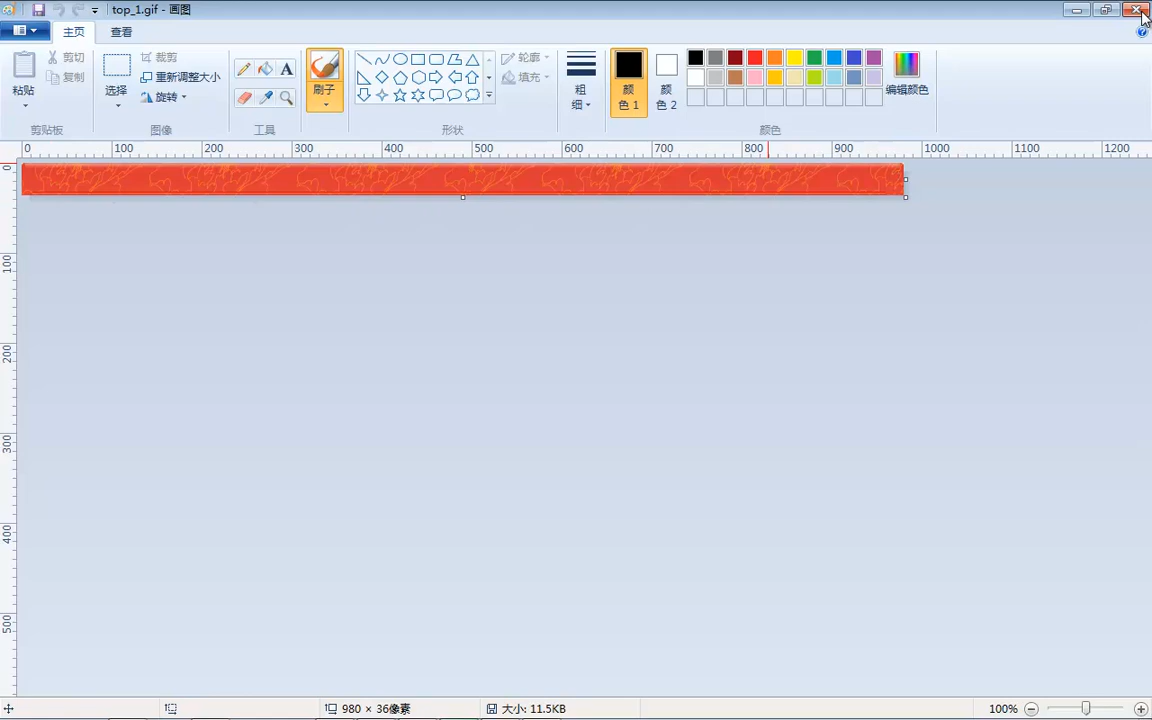 top_1.gif - 画图
主页 查看
剪切 裁剪 轮廓
粘贴 复制 选择 重新调整大小 A 刷子 填充 粗细 颜色 1 颜色 2 编辑颜色
旋转
剪贴板 图像 工具 形状 颜色
0 100 200 300 400 500 600 700 800 900 1000 1100 1200
0
100
200
300
400
500
980 × 36像素 大小: 11.5KB 100%